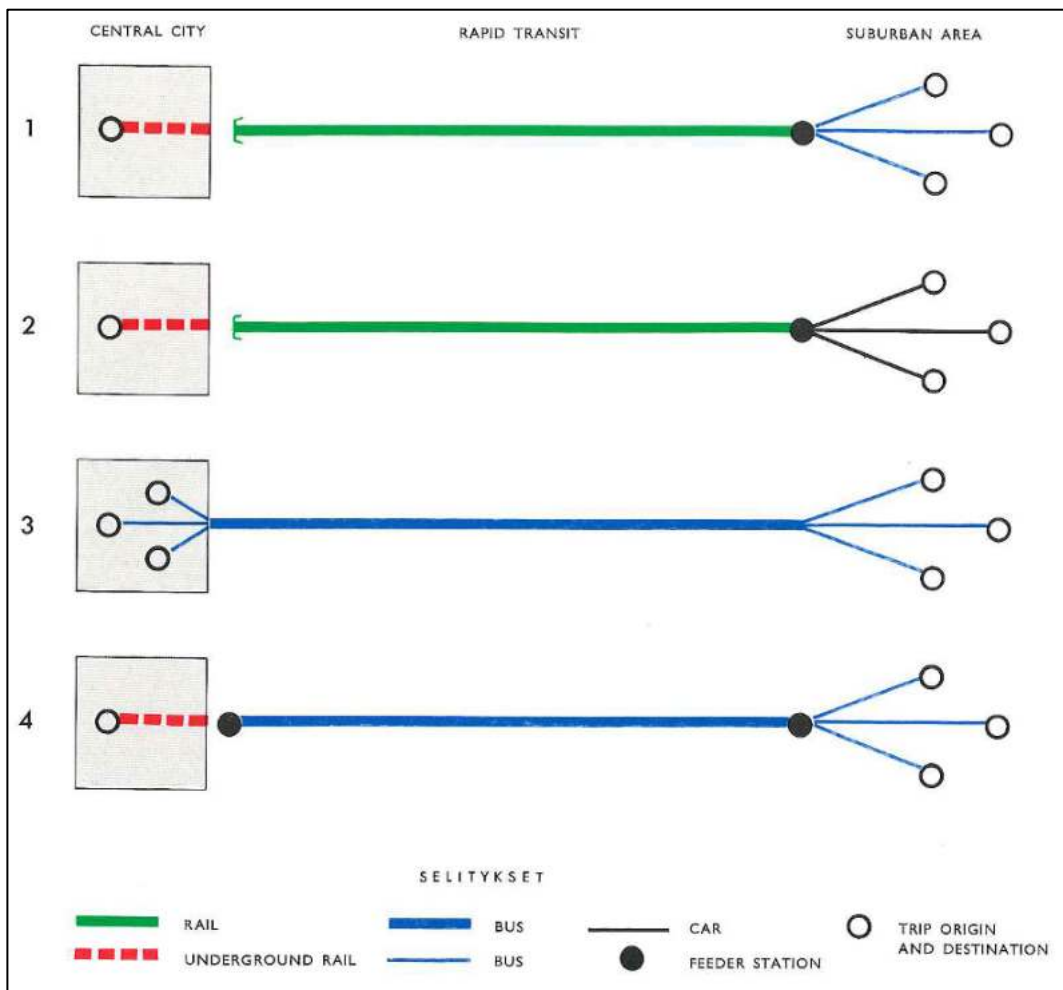 CENTRAL CITY RAPID TRANSIT SUBURBAN AREA
1
2
3
4
SELITYKSET
RAIL BUS CAR TRIP ORIGIN
AND DESTINATION
UNDERGROUND RAIL BUS FEEDER STATION